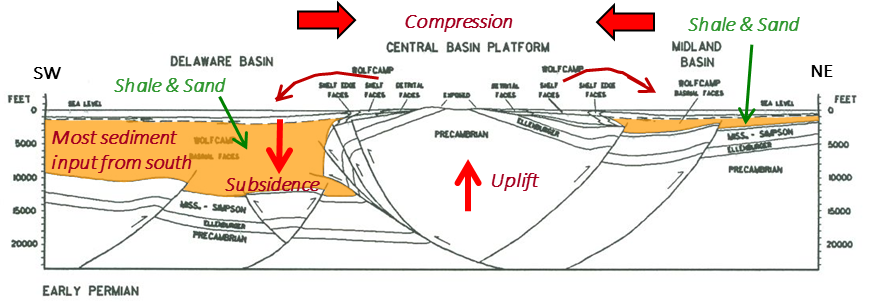 Compression
Shale & Sand
DELAWARE BASIN
CENTRAL BASIN PLATFORM
MIDLAND
BASIN
SW
NE
Shale & Sand
WOLFCAMP
WOLFCAMP
WOLFCAMP
BASINAL FACIES
SHELF EDGE
FACIES
SHELF
FACIES
DETRITAL
FACIES
EXPOSED
DETRITAL
FACIES
SHELF
FACIES
SHELF EDGE
FACIES
FEET
FEET
SEA LEVEL
SEA LEVEL
0
5000
10000
15000
20000
0
5000
10000
15000
20000
Most sediment
input from south
WOLFCAMP
BASINAL FACIES
Subsidence
PRECAMBRIAN
Uplift
ELLENBURGER
MISS. - SIMPSON
ELLENBURGER
PRECAMBRIAN
MISS. - SIMPSON
ELLENBURGER
PRECAMBRIAN
EARLY PERMIAN